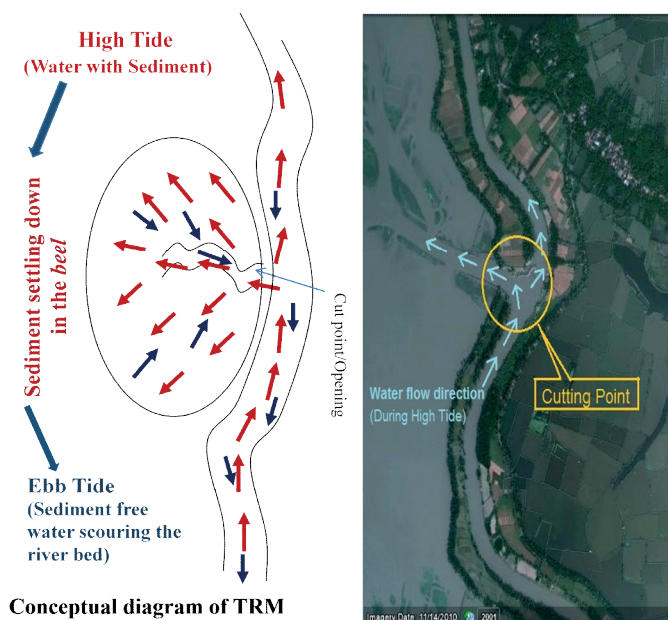 High Tide
(Water with Sediment)
Sediment settling down
in the beel
Ebb Tide
(Sediment free
water scouring the
river bed)
Cut point/Opening
Conceptual diagram of TRM
Water flow direction
(During High Tide)
Cutting Point
Imagery Date: 11/14/2010
2001